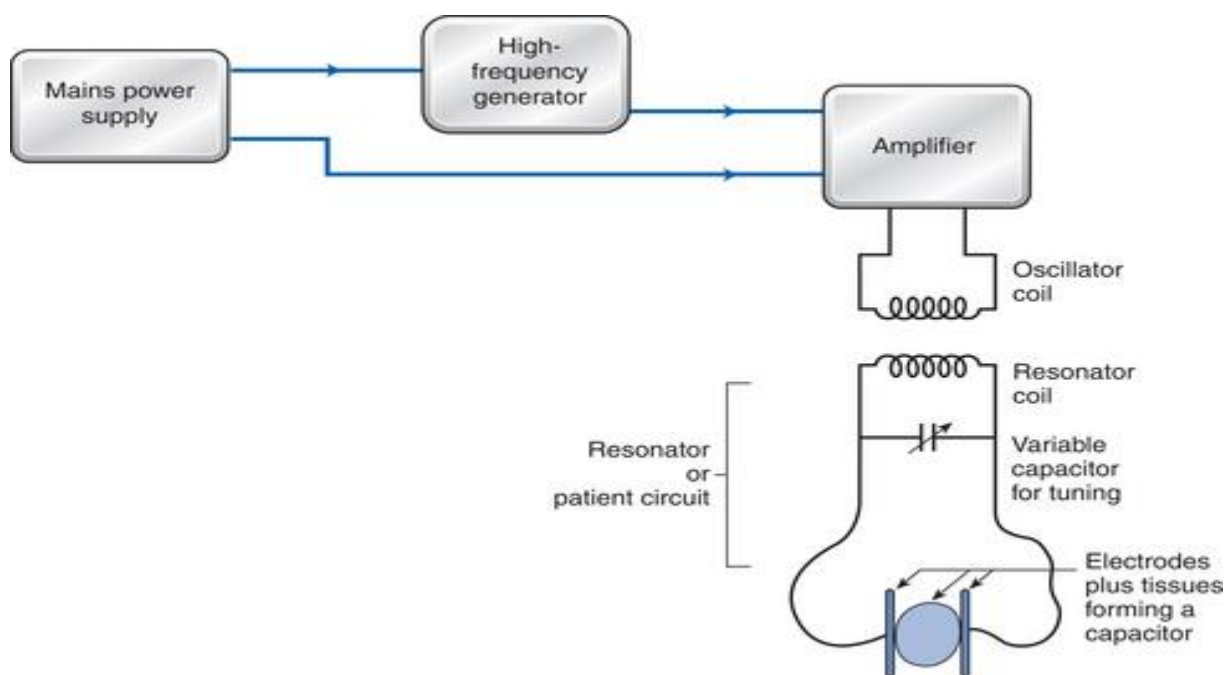 Mains power
supply
High-
frequency
generator
Amplifier
Oscillator
coil
Resonator
coil
Resonator
or
patient circuit
Variable
capacitor
for tuning
Electrodes
plus tissues
forming a
capacitor